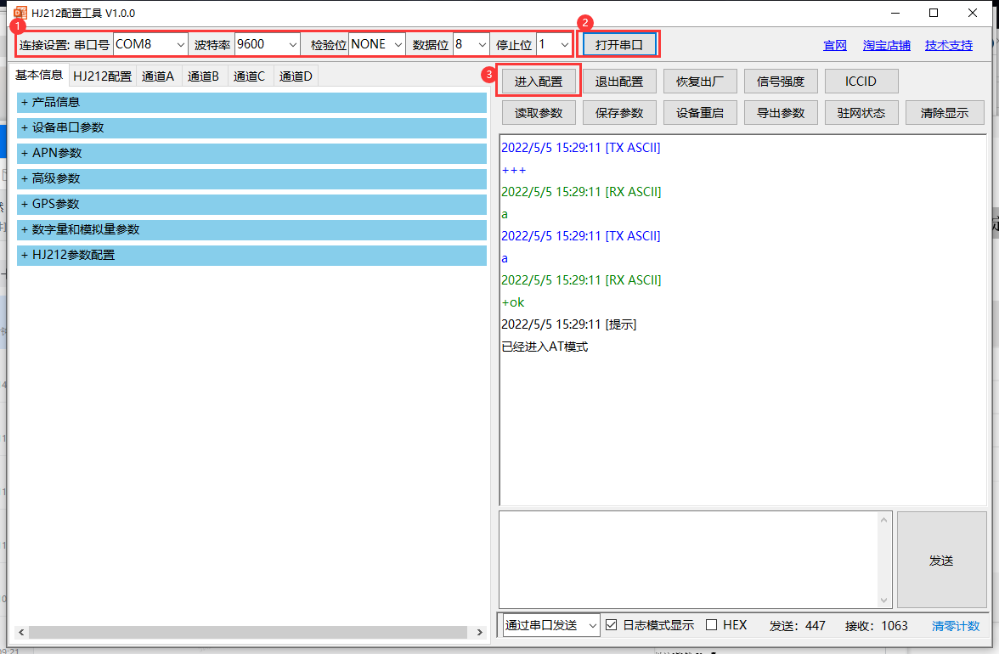 HJ212配置工具 V1.0.0
1
2
连接设置: 串口号 COM8 波特率 9600 检验位 NONE 数据位 8 停止位 1 打开串口 官网 淘宝店铺 技术支持
基本信息 HJ212配置 通道A 通道B 通道C 通道D
3
进入配置 退出配置 恢复出厂 信号强度 ICCID
读取参数 保存参数 设备重启 导出参数 驻网状态 清除显示
+ 产品信息
+ 设备串口参数
+ APN参数
+ 高级参数
+ GPS参数
+ 数字量和模拟量参数
+ HJ212参数配置
2022/5/5 15:29:11 [TX ASCII]
+++
2022/5/5 15:29:11 [RX ASCII]
a
2022/5/5 15:29:11 [TX ASCII]
a
2022/5/5 15:29:11 [RX ASCII]
+ok
2022/5/5 15:29:11 [提示]
已经进入AT模式
发送
通过串口发送 日志模式显示 HEX 发送: 447 接收: 1063 清零计数